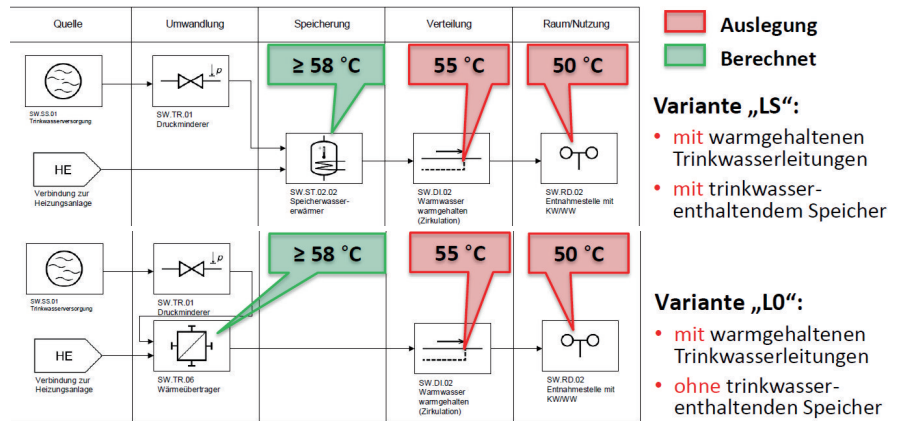 Quelle
Umwandlung
Speicherung
Verteilung
Raum/Nutzung
≥ 58 °C
55 °C
50 °C
SW.SS.01
Trinkwasserversorgung
p
SW.TR.01
Druckminderer
HE
Verbindung zur
Heizungsanlage
SW.ST.02.02
Speicherwasser-
erwärmer
SW.DI.02
Warmwasser
warmgehalten
(Zirkulation)
SW.RD.02
Entnahmestelle mit
KW/WW
≥ 58 °C
55 °C
50 °C
SW.SS.01
Trinkwasserversorgung
p
SW.TR.01
Druckminderer
HE
Verbindung zur
Heizungsanlage
SW.TR.06
Wärmeübertrager
SW.DI.02
Warmwasser
warmgehalten
(Zirkulation)
SW.RD.02
Entnahmestelle mit
KW/WW
Auslegung
Berechnet
Variante „LS“:
• mit warmgehaltenen
Trinkwasserleitungen
• mit trinkwasser-
enthaltendem Speicher
Variante „L0“:
• mit warmgehaltenen
Trinkwasserleitungen
• ohne trinkwasser-
enthaltenden Speicher